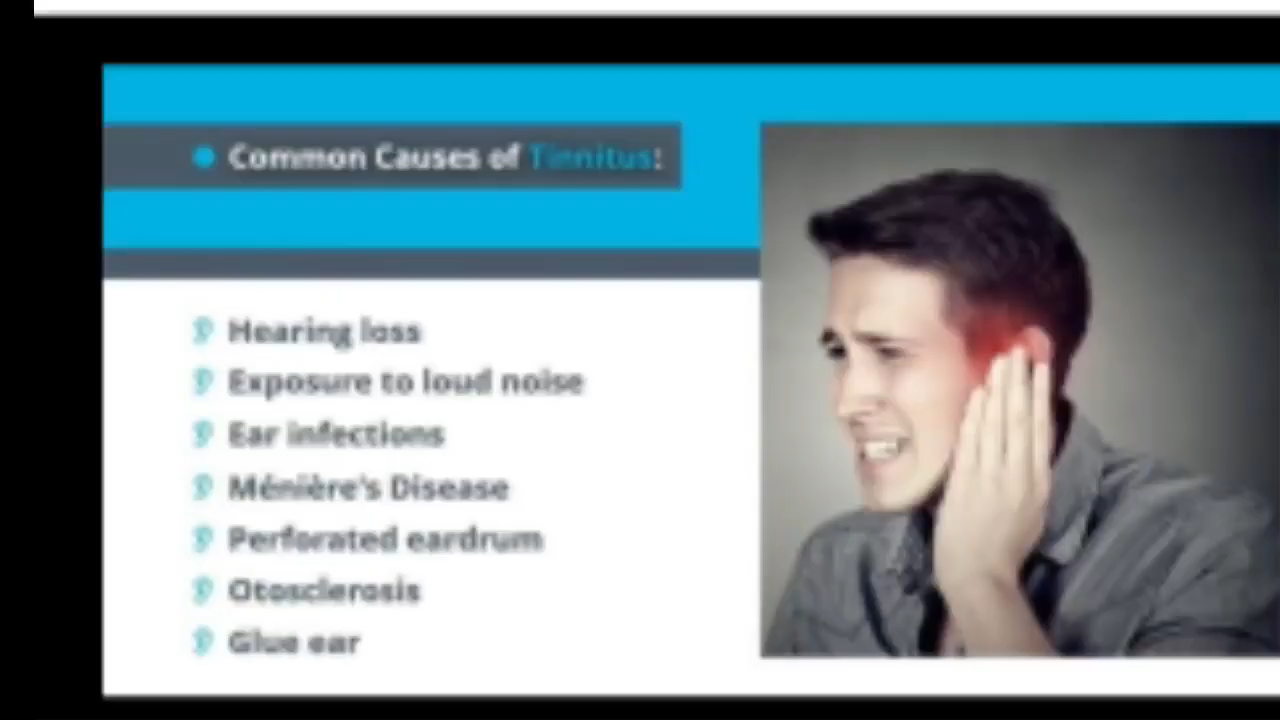 Common Causes of Tinnitus:
Hearing loss
Exposure to loud noise
Ear infections
Ménière's Disease
Perforated eardrum
Otosclerosis
Glue ear